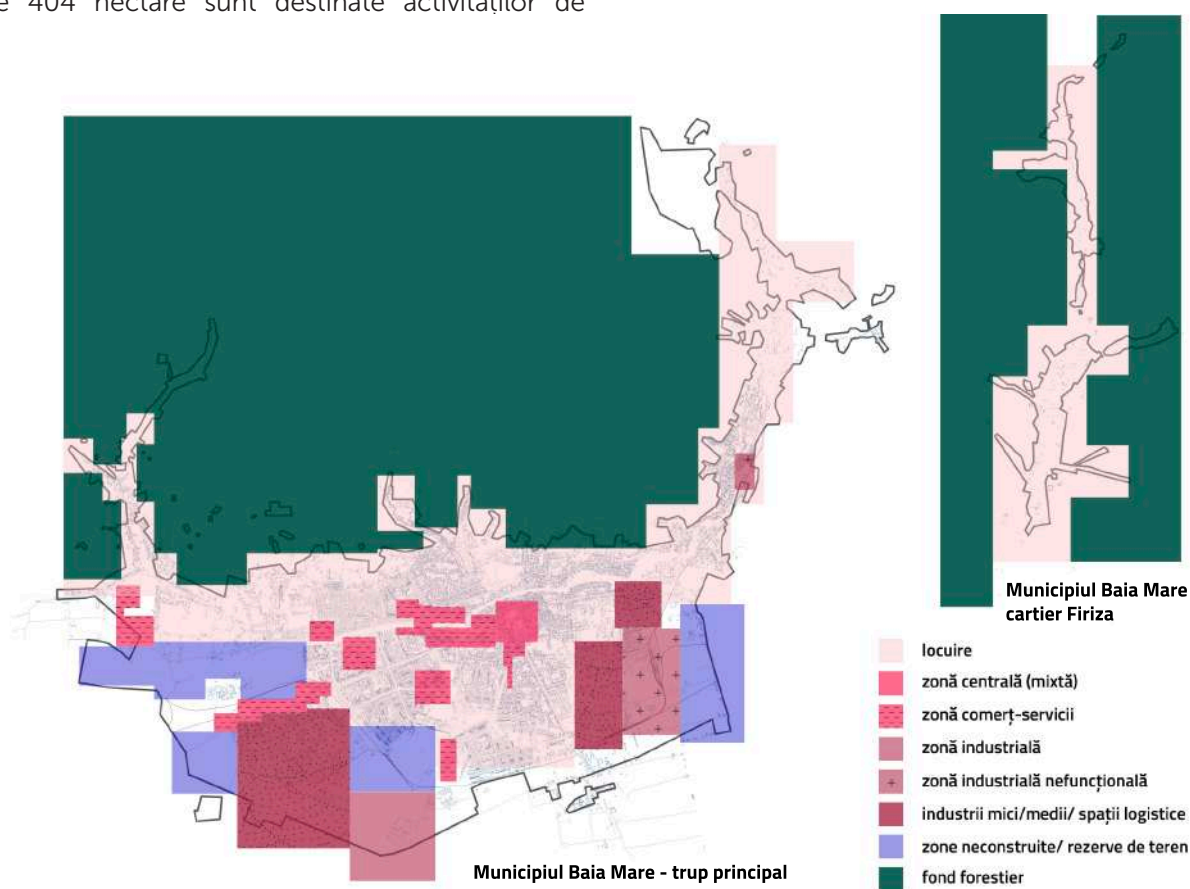 e 404 hectare sunt destinate activităților de
Municipiul Baia Mare
cartier Firiza
locuire
zonă centrală (mixtă)
zonă comerț-servicii
zonă industrială
zonă industrială nefuncțională
industrii mici/medii/ spații logistice
zone neconstruite/ rezerve de teren
fond forestier
Municipiul Baia Mare - trup principal